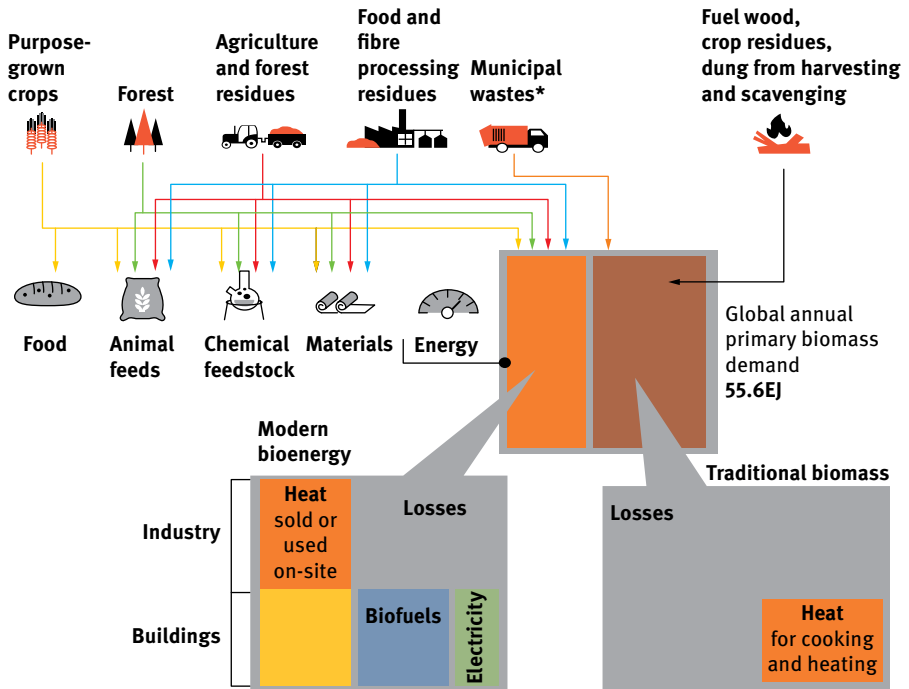 Purpose-
grown
crops
Forest
Agriculture
and forest
residues
Food and
fibre
processing
residues
Municipal
wastes*
Fuel wood,
crop residues,
dung from harvesting
and scavenging
Food
Animal
feeds
Chemical
feedstock
Materials
Energy
Global annual
primary biomass
demand
55.6EJ
Modern
bioenergy
Traditional biomass
Industry
Buildings
Heat
sold or
used
on-site
Losses
Biofuels
Electricity
Losses
Heat
for cooking
and heating